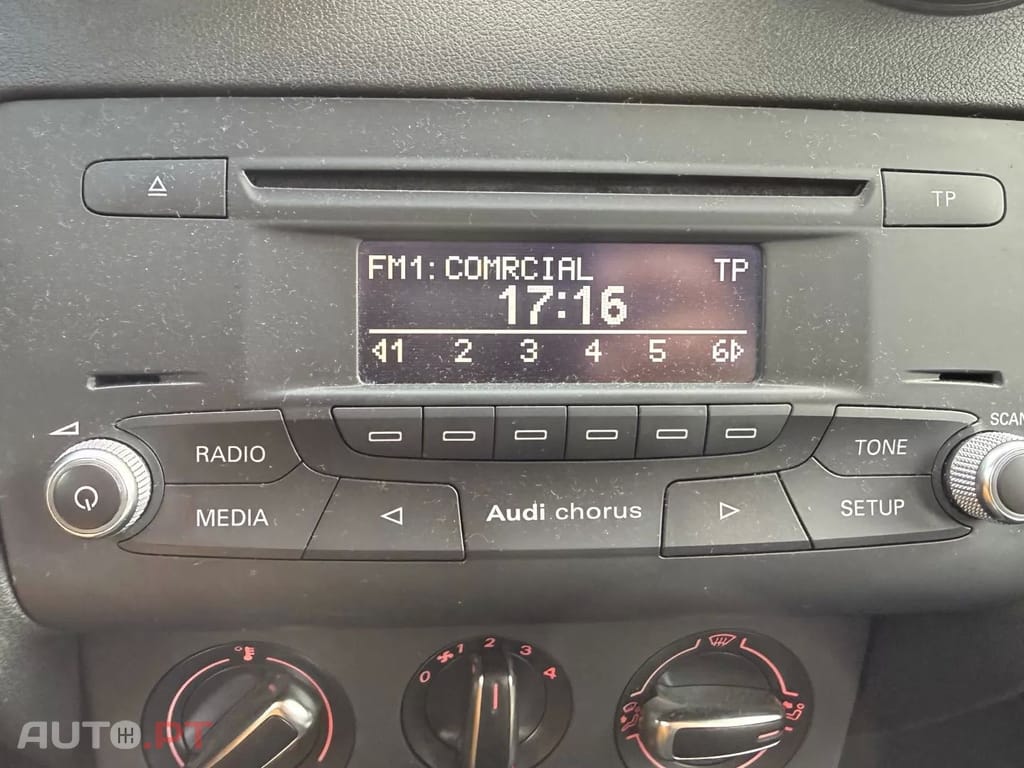 TP
FM1: COMRCIAL TP
17:16
1 2 3 4 5 6
SCAN
RADIO
TONE
MEDIA
Audi chorus
SETUP
0 1 2 3 4
AUTO.PT